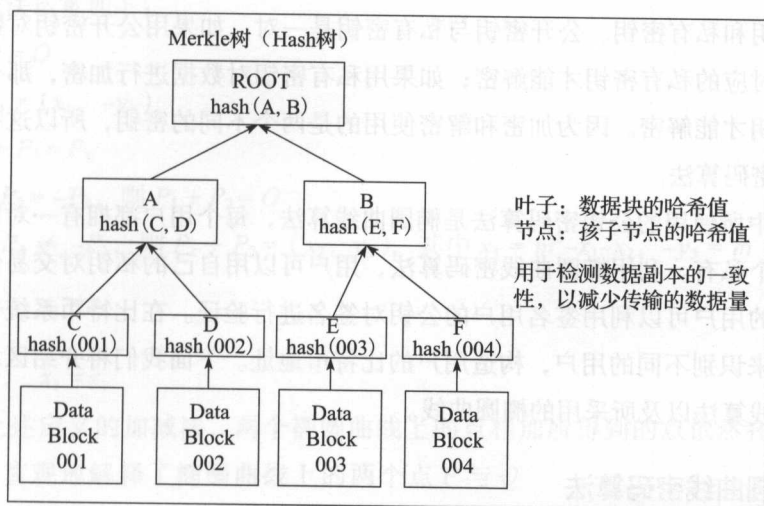 Merkle树（Hash树）
ROOT
hash(A, B)
A
hash(C, D)
B
hash(E, F)
叶子：数据块的哈希值
节点：孩子节点的哈希值
用于检测数据副本的一致
性，以减少传输的数据量
C
hash(001)
D
hash(002)
E
hash(003)
F
hash(004)
Data
Block
001
Data
Block
002
Data
Block
003
Data
Block
004